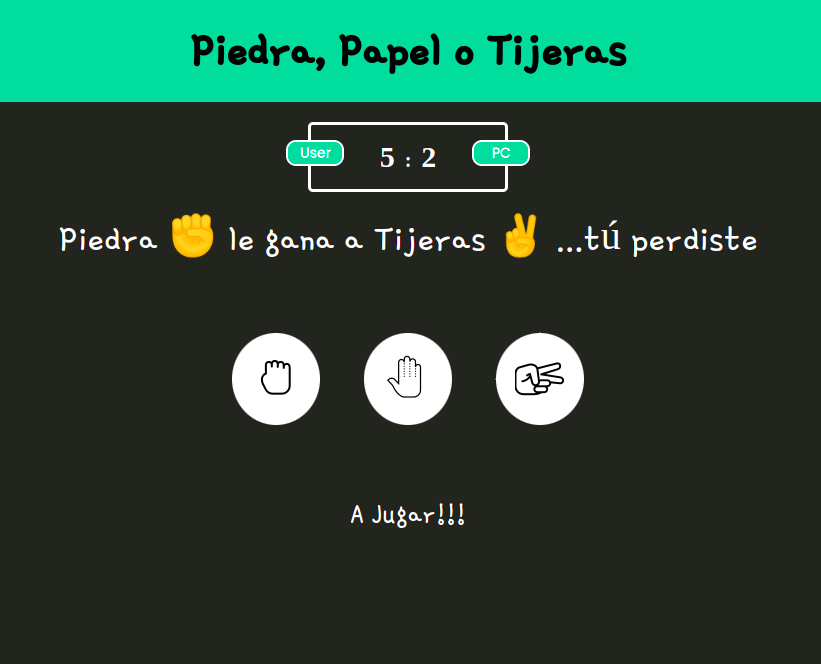 Piedra, Papel o Tijeras
User 5 : 2 PC
Piedra ✊ le gana a Tijeras ✌ ...tú perdiste
A Jugar!!!